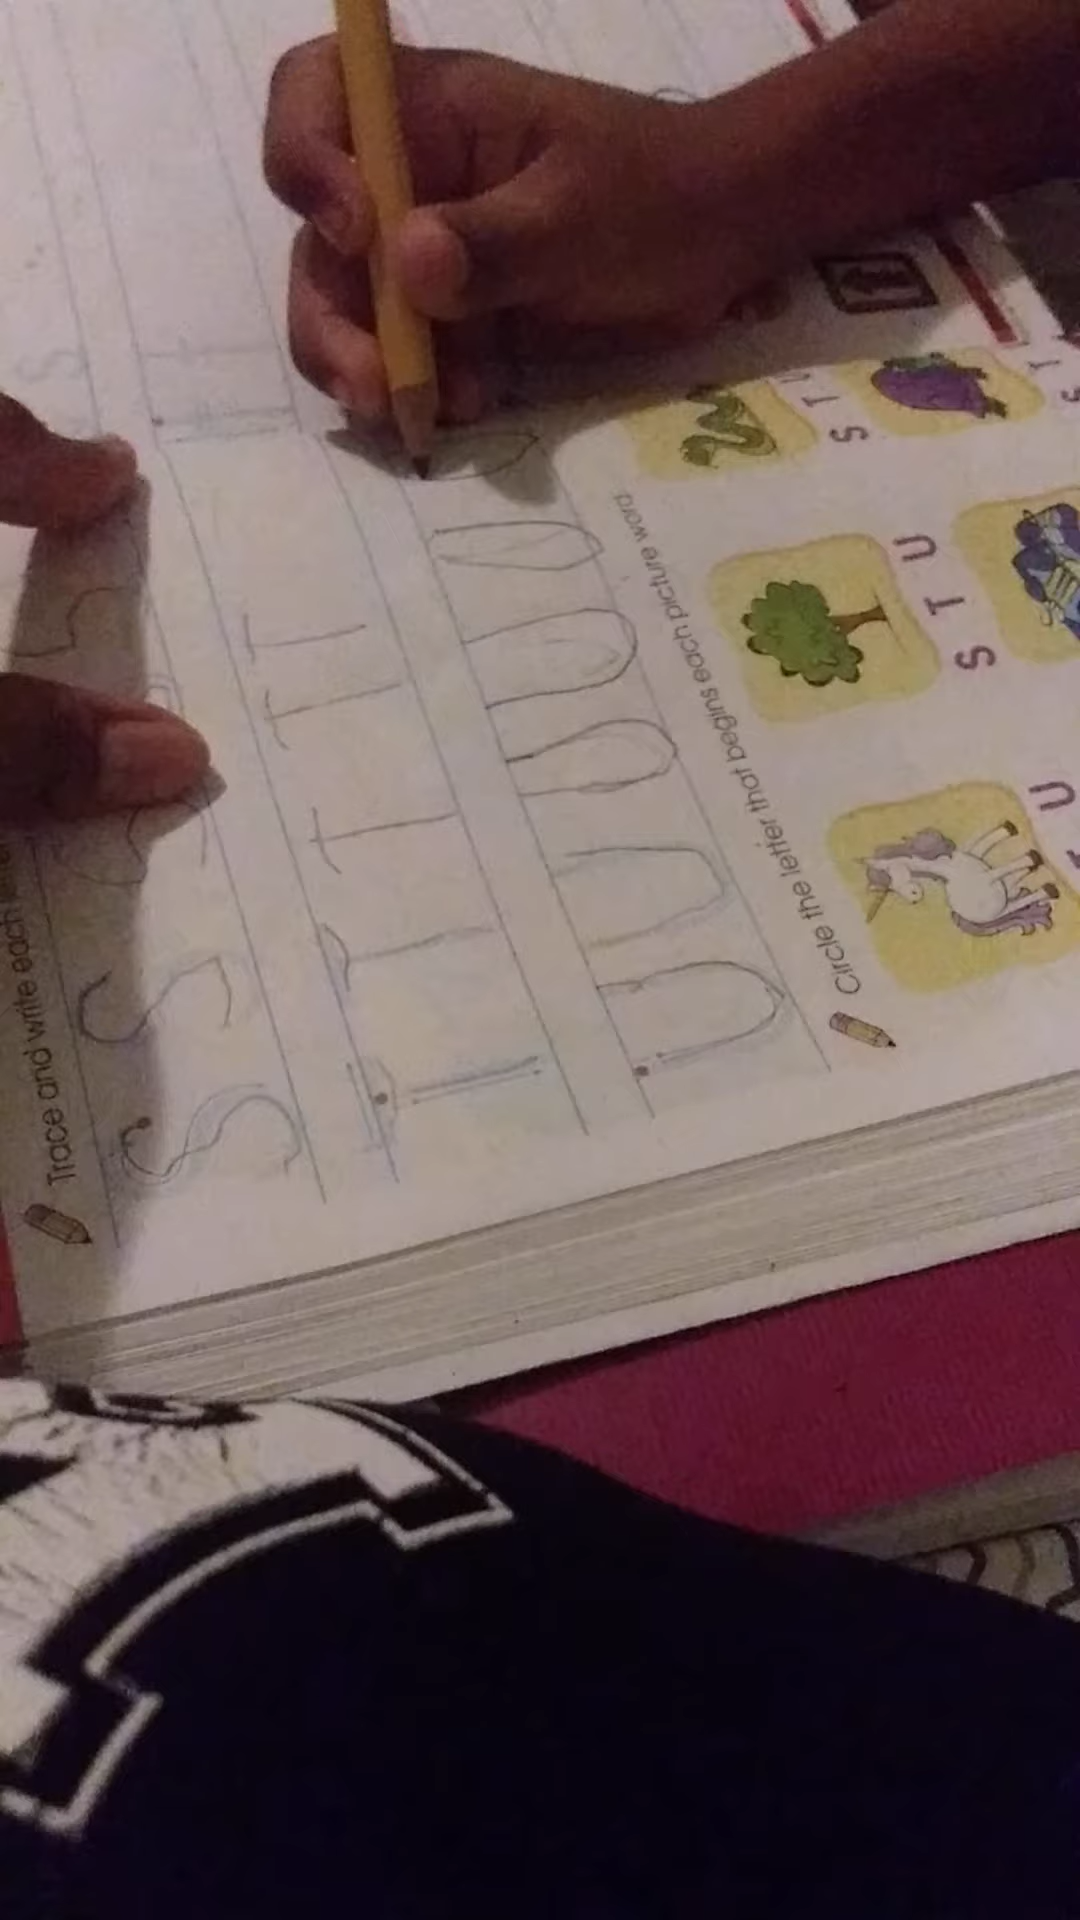 Trace and write each
S S S S
T T T T T
U U U U U U
Circle the letter that begins each picture word.
T U
S T U
S T U
S T